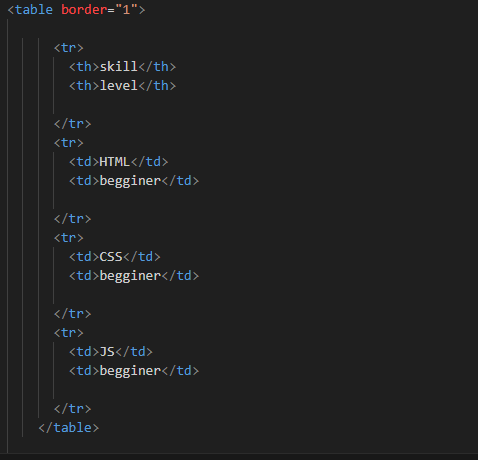 <table border="1">
<tr>
<th>skill</th>
<th>level</th>
</tr>
<tr>
<td>HTML</td>
<td>begginer</td>
</tr>
<tr>
<td>CSS</td>
<td>begginer</td>
</tr>
<tr>
<td>JS</td>
<td>begginer</td>
</tr>
</table>